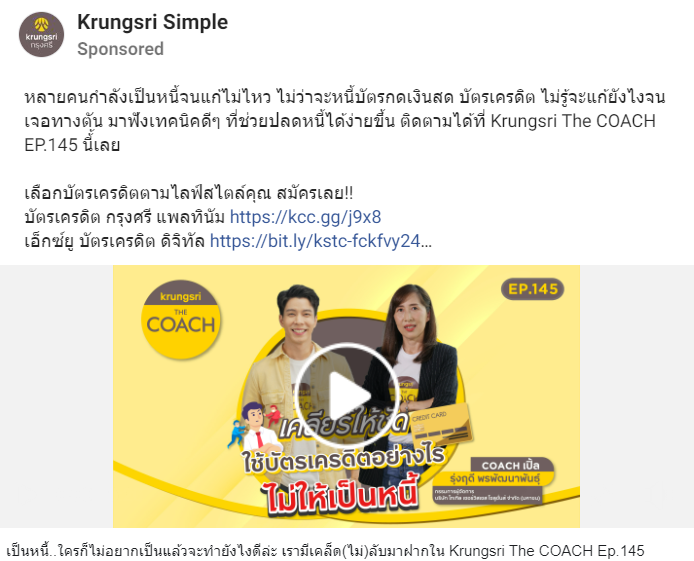 Krungsri Simple
Sponsored
krungsri
กรุงศรี
หลายคนกำลังเป็นหนี้จนแก้ไม่ไหว ไม่ว่าจะหนี้บัตรกดเงินสด บัตรเครดิต ไม่รู้จะแก้ยังไงจน
เจอทางตัน มาฟังเทคนิคดีๆ ที่ช่วยปลดหนี้ได้ง่ายขึ้น ติดตามได้ที่ Krungsri The COACH
EP.145 นี้เลย
เลือกบัตรเครดิตตามไลฟ์สไตล์คุณ สมัครเลย!!
บัตรเครดิต กรุงศรี แพลทินัม https://kcc.gg/j9x8
เอ็กซ์ยู บัตรเครดิต ดิจิทัล https://bit.ly/kstc-fckfvy24...
krungsri
THE
COACH
EP.145
เคลียร์ให้ชัด
CREDIT CARD
ใช้บัตรเครดิตอย่างไร
ไม่ให้เป็นหนี้
COACH เปิ้ล
รุ่งฤดี พรพัฒนาพันธุ์
กรรมการผู้จัดการ
เป็นหนี้..ใครก็ไม่อยากเป็นแล้วจะทำยังไงดีล่ะ เรามีเคล็ด(ไม่)ลับมาฝากใน Krungsri The COACH Ep.145